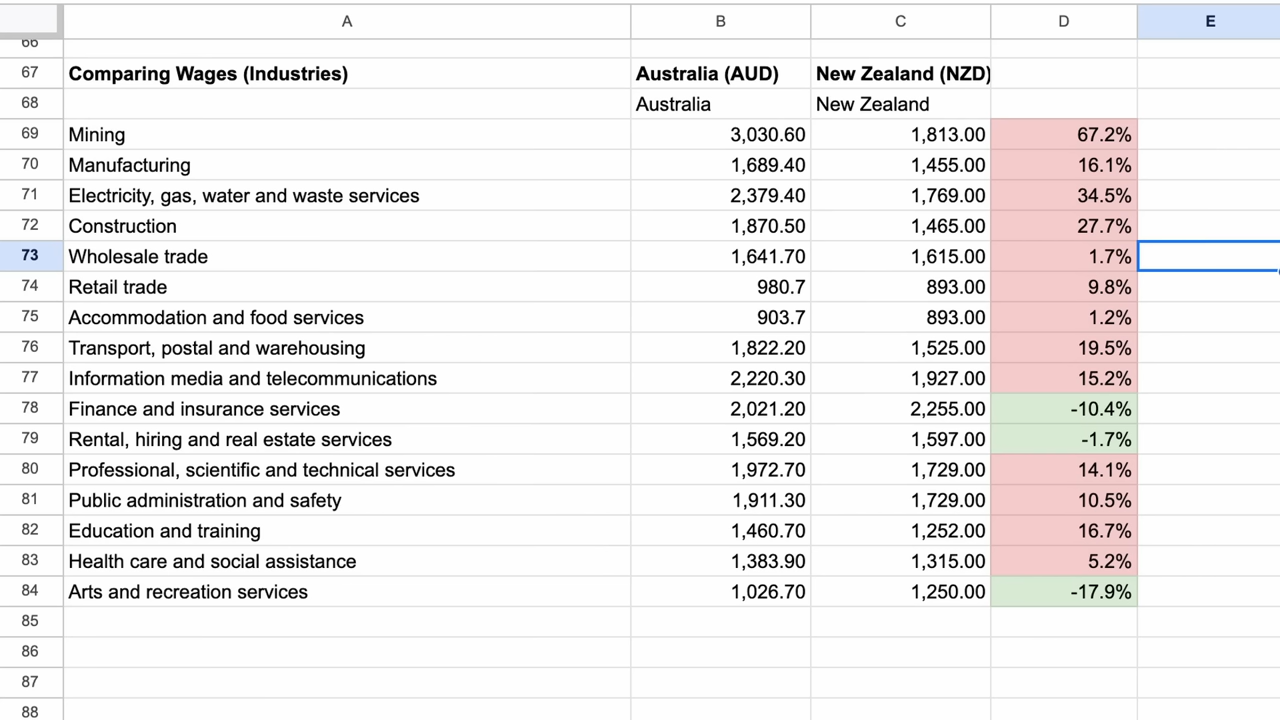 A B C D E
66
67 Comparing Wages (Industries) Australia (AUD) New Zealand (NZD)
68 Australia New Zealand
69 Mining 3,030.60 1,813.00 67.2%
70 Manufacturing 1,689.40 1,455.00 16.1%
71 Electricity, gas, water and waste services 2,379.40 1,769.00 34.5%
72 Construction 1,870.50 1,465.00 27.7%
73 Wholesale trade 1,641.70 1,615.00 1.7%
74 Retail trade 980.7 893.00 9.8%
75 Accommodation and food services 903.7 893.00 1.2%
76 Transport, postal and warehousing 1,822.20 1,525.00 19.5%
77 Information media and telecommunications 2,220.30 1,927.00 15.2%
78 Finance and insurance services 2,021.20 2,255.00 -10.4%
79 Rental, hiring and real estate services 1,569.20 1,597.00 -1.7%
80 Professional, scientific and technical services 1,972.70 1,729.00 14.1%
81 Public administration and safety 1,911.30 1,729.00 10.5%
82 Education and training 1,460.70 1,252.00 16.7%
83 Health care and social assistance 1,383.90 1,315.00 5.2%
84 Arts and recreation services 1,026.70 1,250.00 -17.9%
85
86
87
88